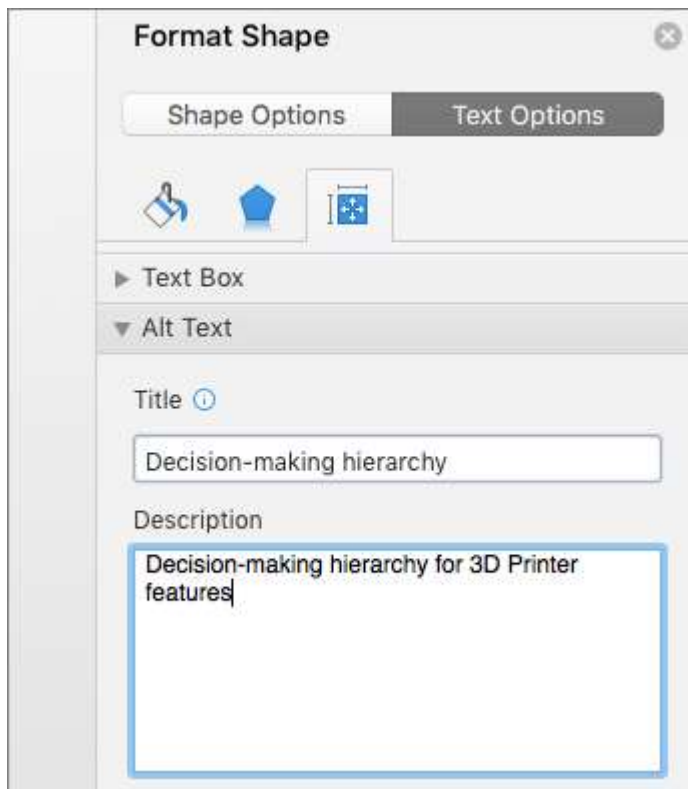 Format Shape
Shape Options
Text Options
Text Box
Alt Text
Title
Decision-making hierarchy
Description
Decision-making hierarchy for 3D Printer
features